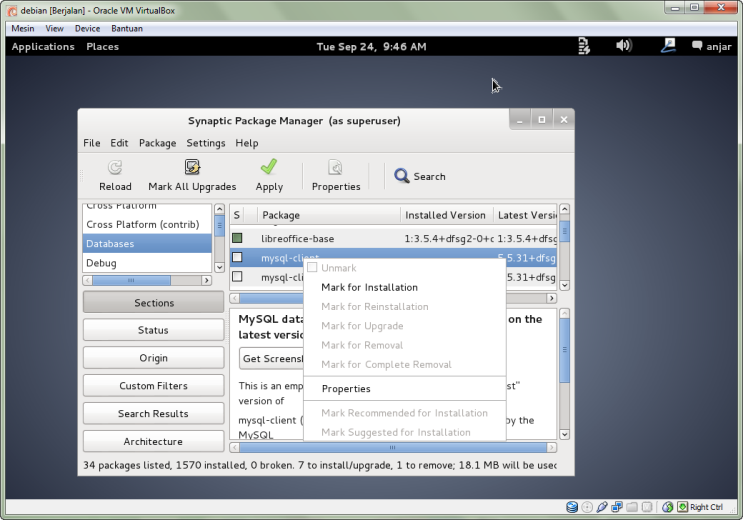 debian [Berjalan] - Oracle VM VirtualBox
Mesin View Device Bantuan
Applications Places Tue Sep 24, 9:46 AM anjar
Synaptic Package Manager (as superuser)
File Edit Package Settings Help
Reload Mark All Upgrades Apply Properties Search
Cross Platform
Cross Platform (contrib)
Databases
Debug
S Package Installed Version Latest Versi
libreoffice-base 1:3.5.4+dfsg2-0+c 1:3.5.4+dfsg
mysql-client 5.5.31+dfsg
mysql-cli 5.5.31+dfsg
Unmark
Mark for Installation
Mark for Reinstallation
Mark for Upgrade
Mark for Removal
Mark for Complete Removal
Properties
Mark Recommended for Installation
Mark Suggested for Installation
Sections
Status
Origin
Custom Filters
Search Results
Architecture
MySQL data on the
latest versio
Get Screensh
This is an emp st"
version of
mysql-client ( by the
MySQL
34 packages listed, 1570 installed, 0 broken. 7 to install/upgrade, 1 to remove; 18.1 MB will be used
Right Ctrl